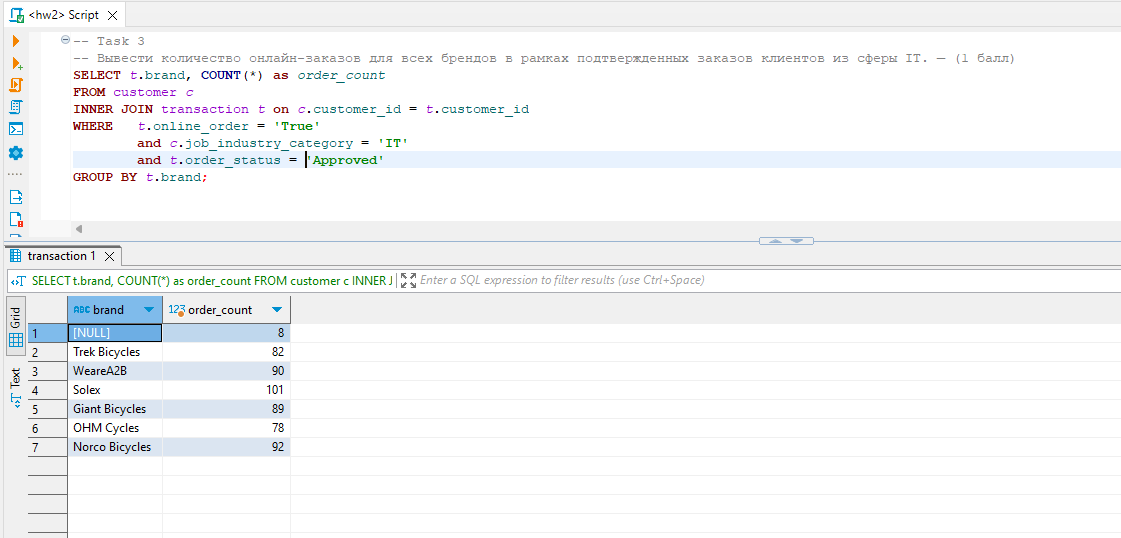 <hw2> Script
-- Task 3
-- Вывести количество онлайн-заказов для всех брендов в рамках подтвержденных заказов клиентов из сферы IT. — (1 балл)
SELECT t.brand, COUNT(*) as order_count
FROM customer c
INNER JOIN transaction t on c.customer_id = t.customer_id
WHERE   t.online_order = 'True'
        and c.job_industry_category = 'IT'
        and t.order_status = 'Approved'
GROUP BY t.brand;
transaction 1
SELECT t.brand, COUNT(*) as order_count FROM customer c INNER J Enter a SQL expression to filter results (use Ctrl+Space)
Grid
Text
ABC brand 123 order_count
1 [NULL] 8
2 Trek Bicycles 82
3 WeareA2B 90
4 Solex 101
5 Giant Bicycles 89
6 OHM Cycles 78
7 Norco Bicycles 92